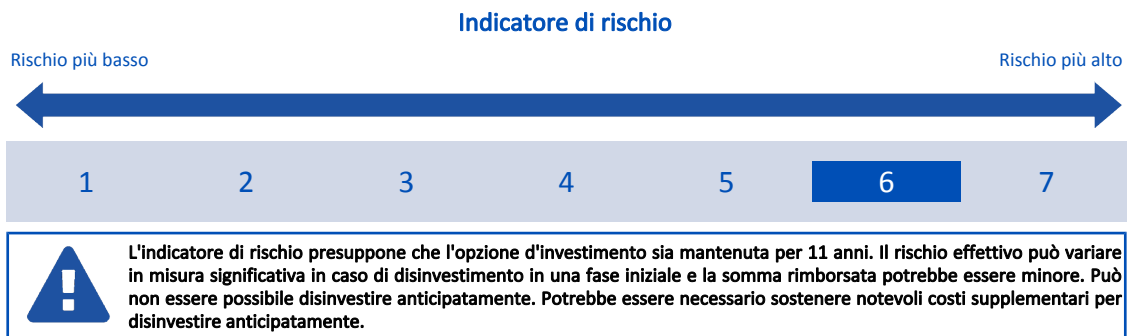 Indicatore di rischio
Rischio più basso
Rischio più alto
1 2 3 4 5 6 7
L'indicatore di rischio presuppone che l'opzione d'investimento sia mantenuta per 11 anni. Il rischio effettivo può variare
in misura significativa in caso di disinvestimento in una fase iniziale e la somma rimborsata potrebbe essere minore. Può
non essere possibile disinvestire anticipatamente. Potrebbe essere necessario sostenere notevoli costi supplementari per
disinvestire anticipatamente.